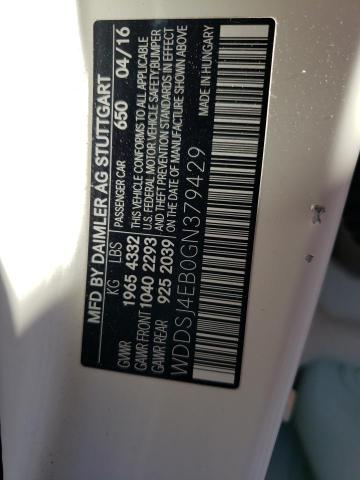 MFD BY DAIMLER AG STUTTGART
PASSENGER CAR 650 04/16
KG LBS
GVWR 1965 4332
GAWR FRONT 1040 2293
GAWR REAR 925 2039
THIS VEHICLE CONFORMS TO ALL APPLICABLE
U.S. FEDERAL MOTOR VEHICLE SAFETY, BUMPER
AND THEFT PREVENTION STANDARDS IN EFFECT
ON THE DATE OF MANUFACTURE SHOWN ABOVE
MADE IN HUNGARY
WDDSJ4EB0GN379429